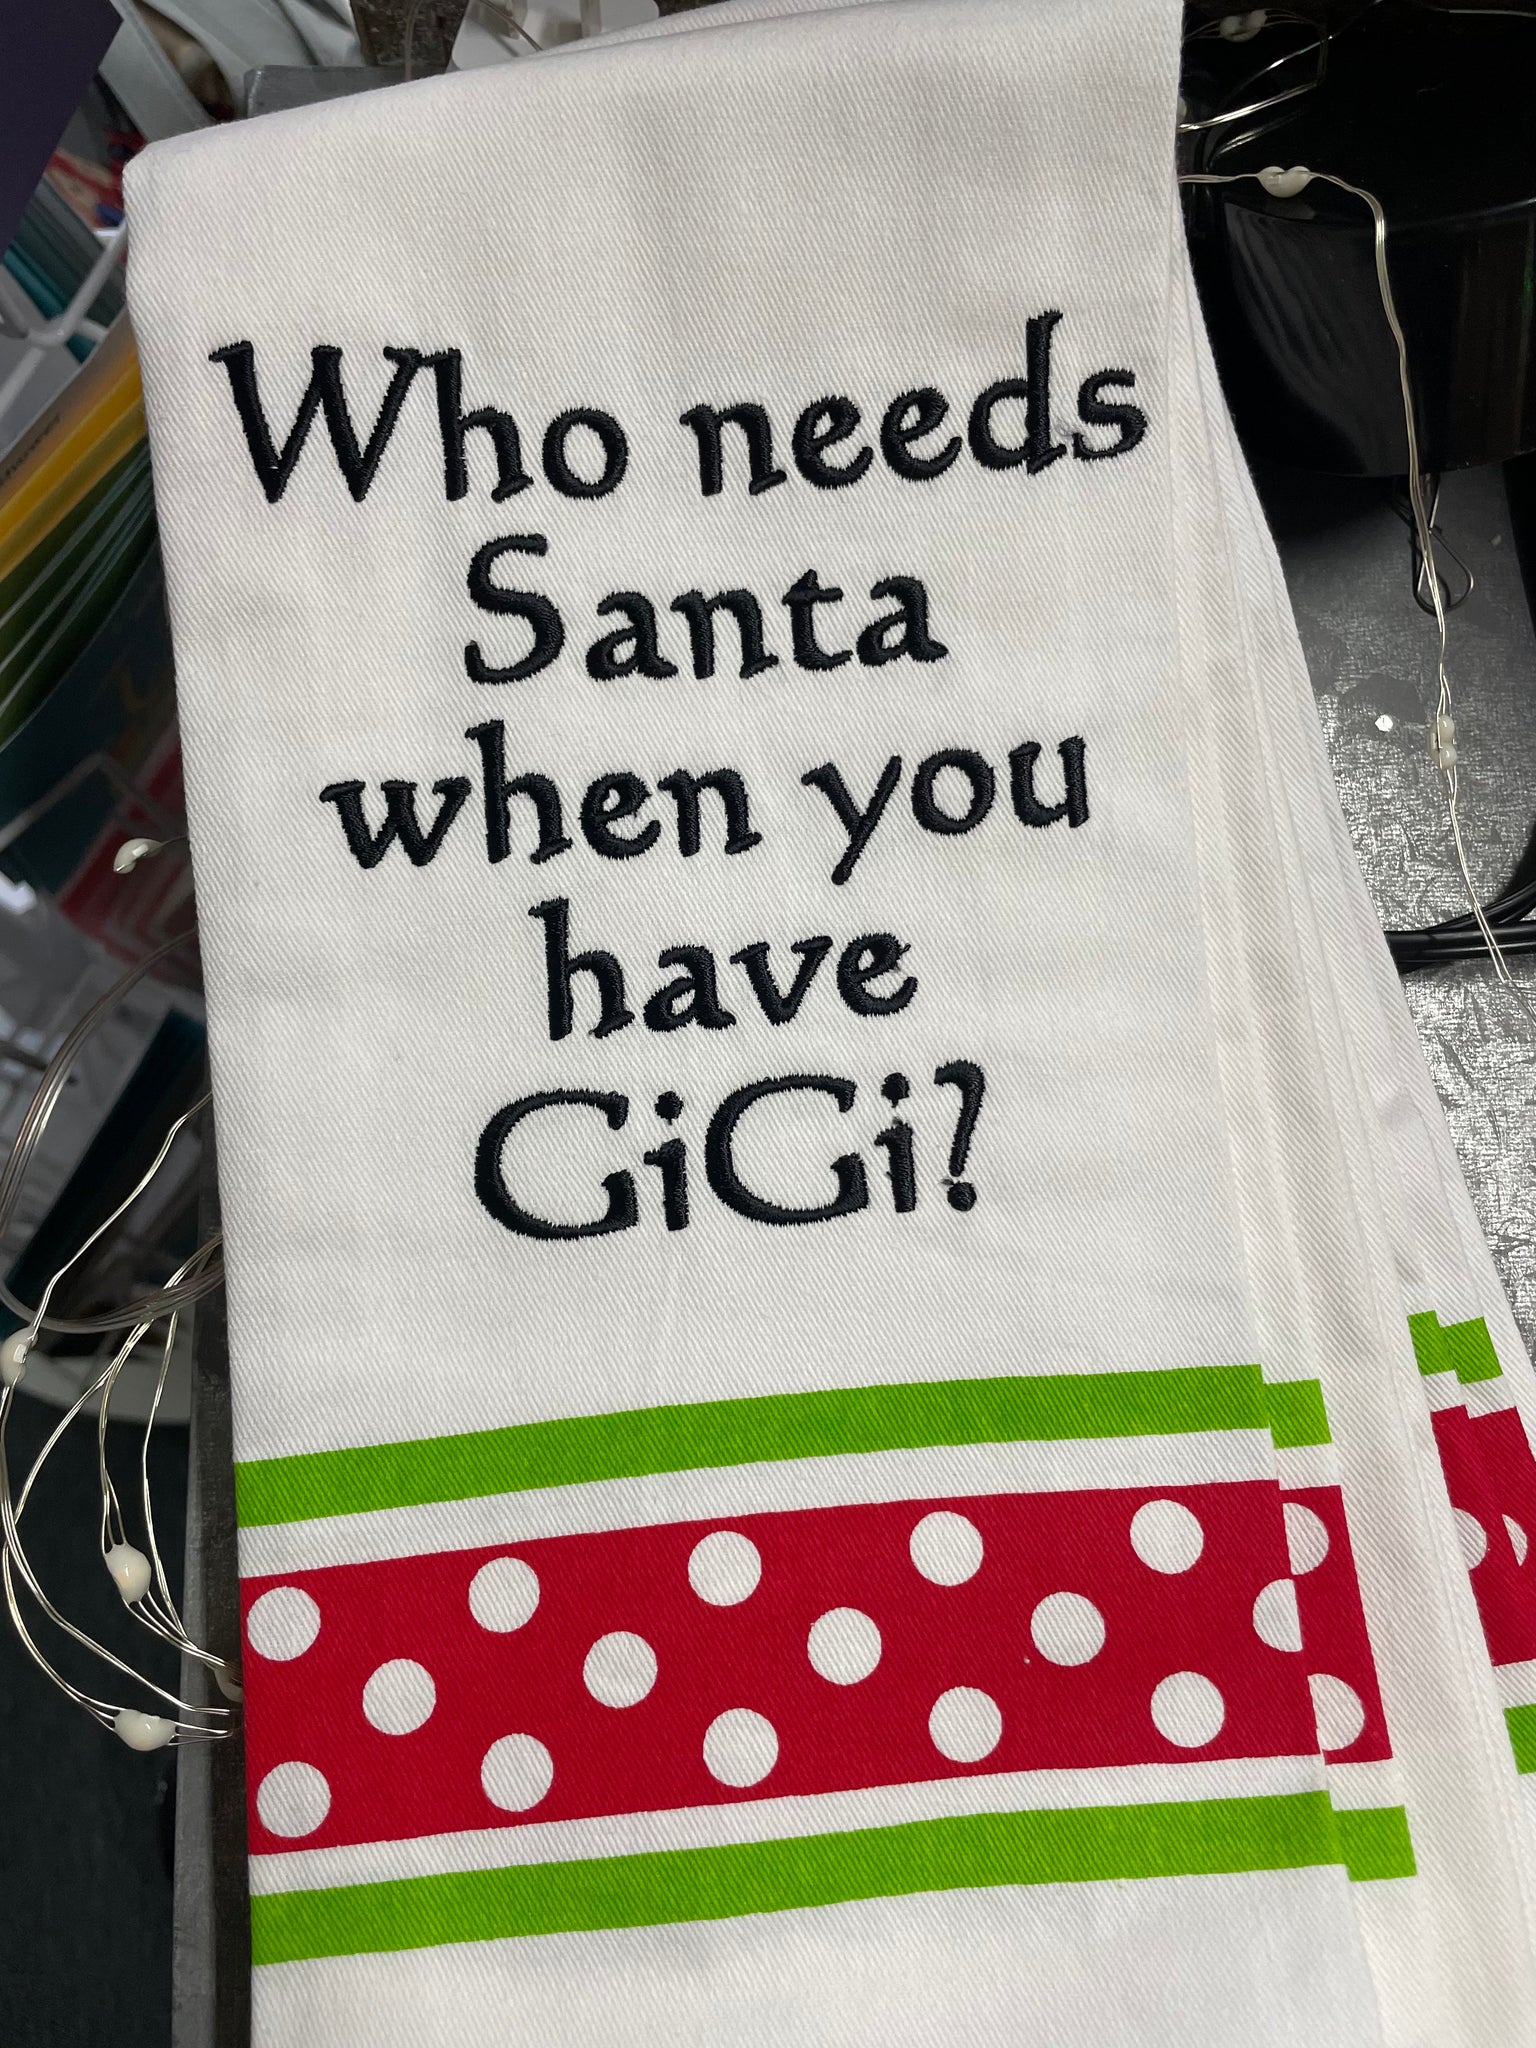 Who needs
Santa
when you
have
GiGi?